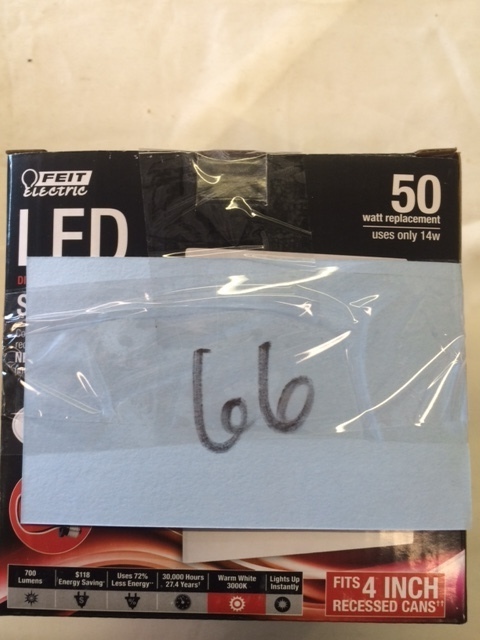 FEIT
Electric
LED
50
watt replacement
uses only 14w
66
700
Lumens
$118
Energy Saving*
Uses 72%
Less Energy**
30,000 Hours
27.4 Years†
Warm White
3000K
Lights Up
Instantly
FITS 4 INCH
RECESSED CANS††